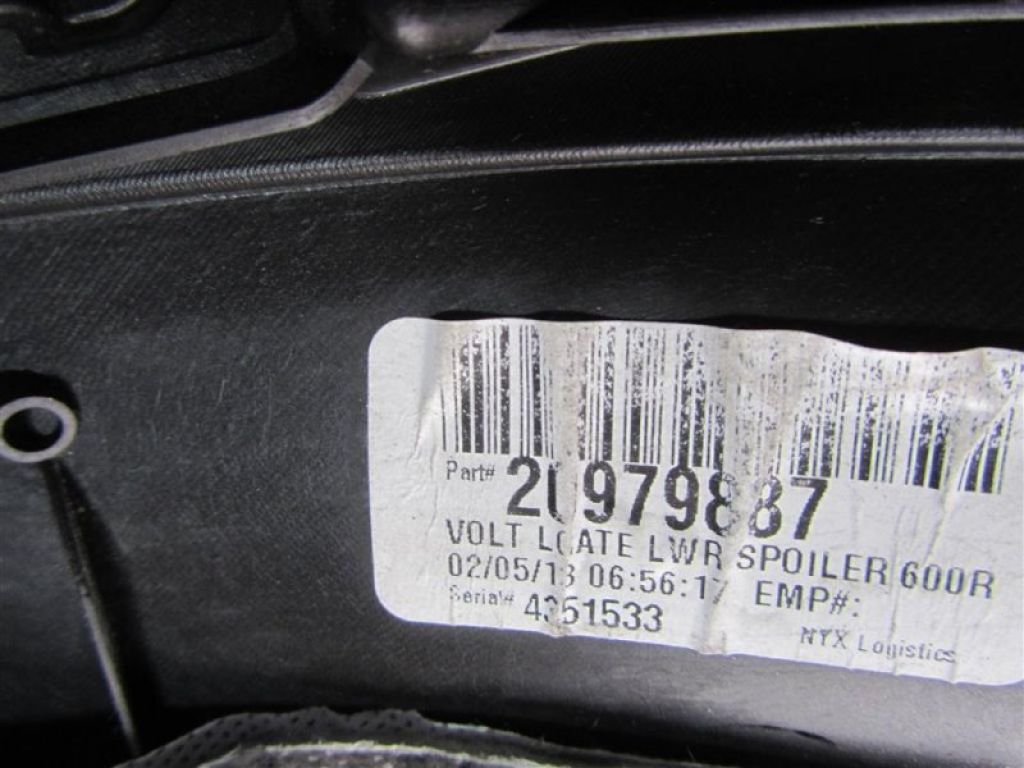 Part# 20979887
VOLT LGATE LWR SPOILER 600R
02/05/13 06:56:17 EMP#:
Serial# 4351533
NYX Logistics